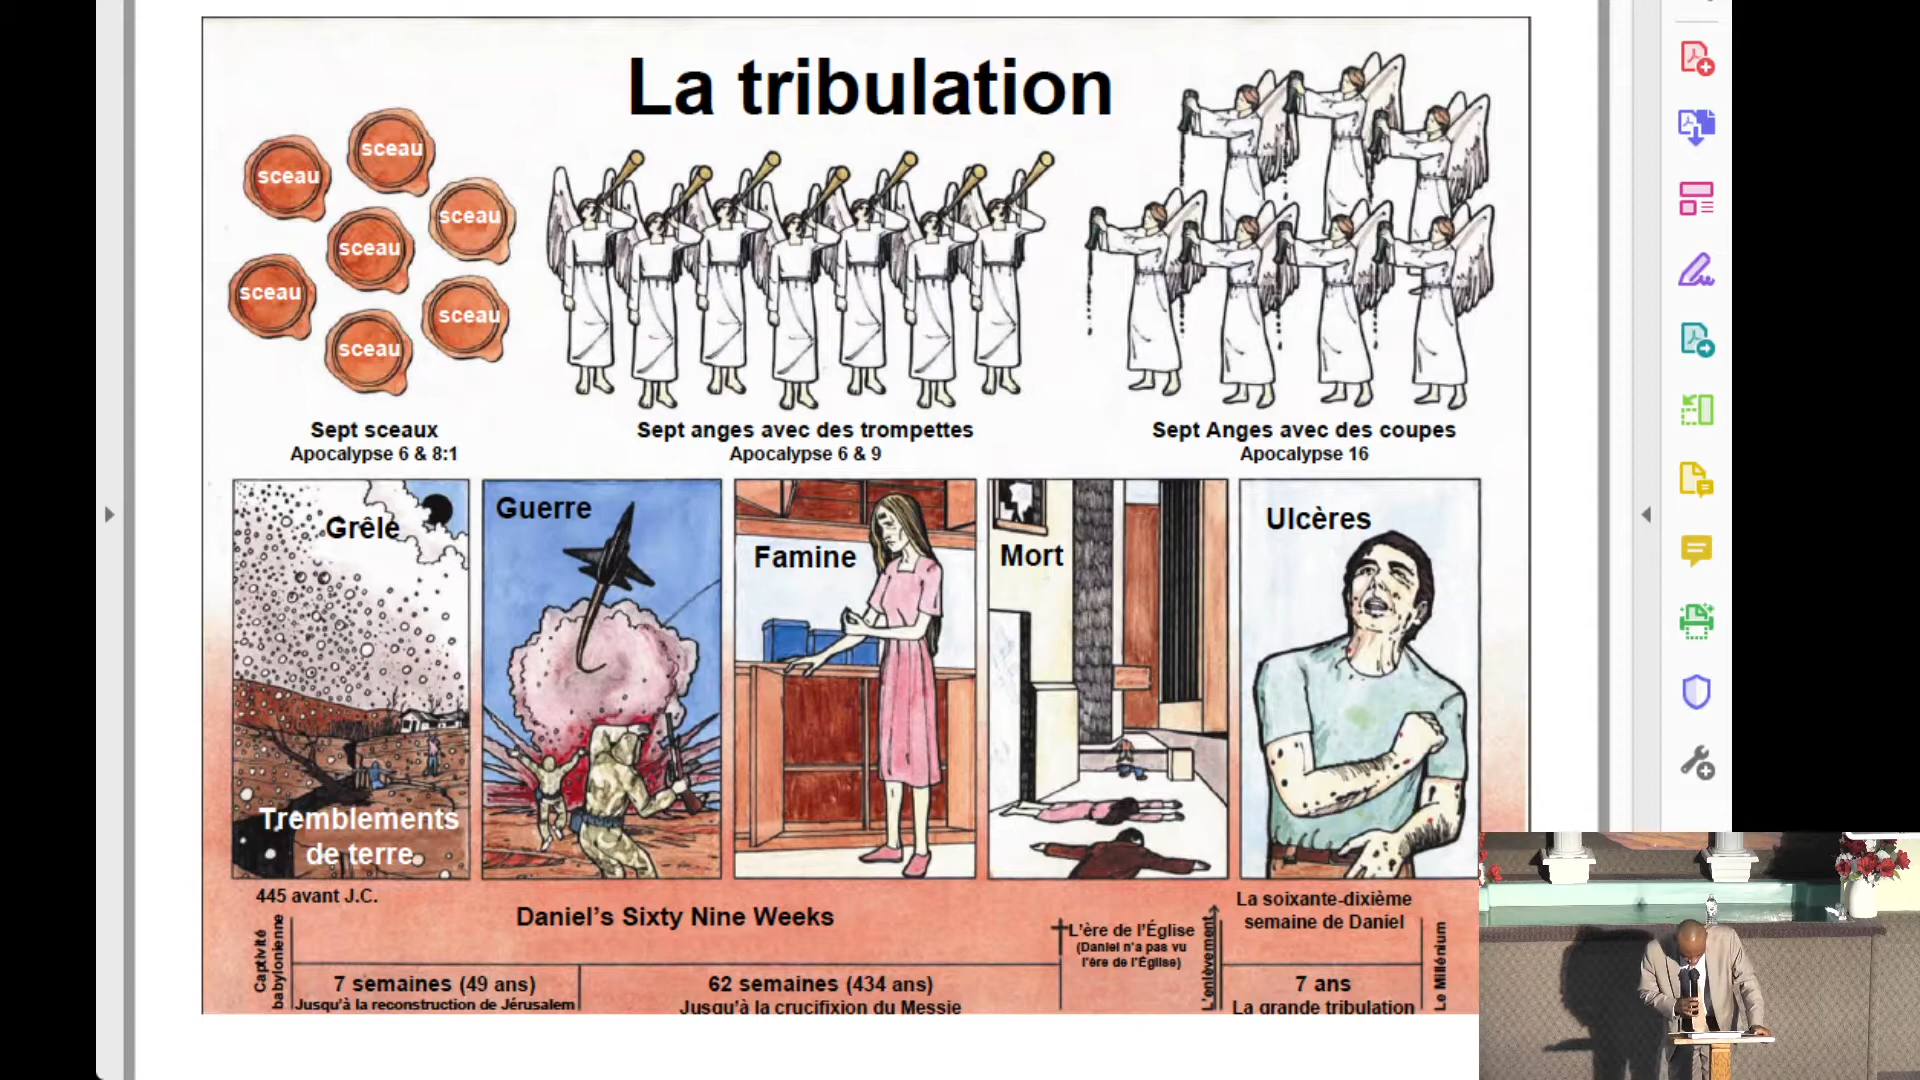 La tribulation
sceau
sceau
sceau
sceau
sceau
sceau
sceau
Sept sceaux
Apocalypse 6 & 8:1
Sept anges avec des trompettes
Apocalypse 6 & 9
Sept Anges avec des coupes
Apocalypse 16
Grêle
Tremblements
de terre
Guerre
Famine
Mort
Ulcères
445 avant J.C.
Captivité
babylonienne
Daniel's Sixty Nine Weeks
7 semaines (49 ans)
Jusqu'à la reconstruction de Jérusalem
62 semaines (434 ans)
Jusqu'à la crucifixion du Messie
L'ère de l'Église
(Daniel n'a pas vu
l'ère de l'Église)
L'enlèvement
La soixante-dixième
semaine de Daniel
7 ans
La grande tribulation
Le Millénium